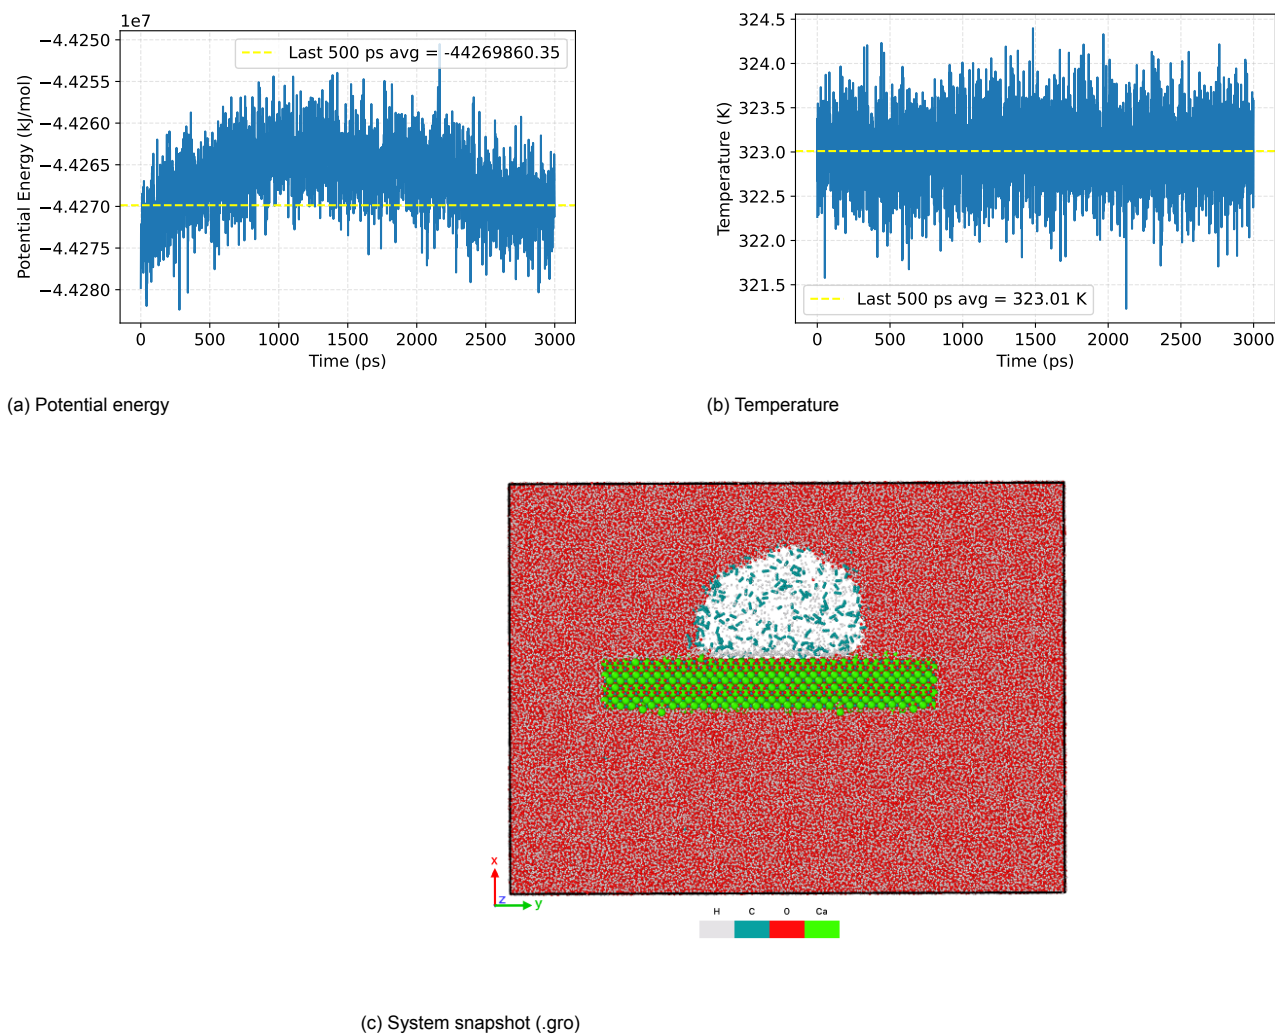 1e7
−4.4250
−4.4255
−4.4260
−4.4265
−4.4270
−4.4275
−4.4280
Potential Energy (kJ/mol)
Last 500 ps avg = -44269860.35
0 500 1000 1500 2000 2500 3000
Time (ps)
(a) Potential energy
324.5
324.0
323.5
323.0
322.5
322.0
321.5
Temperature (K)
Last 500 ps avg = 323.01 K
0 500 1000 1500 2000 2500 3000
Time (ps)
(b) Temperature
x
z
y
H C O Ca
(c) System snapshot (.gro)